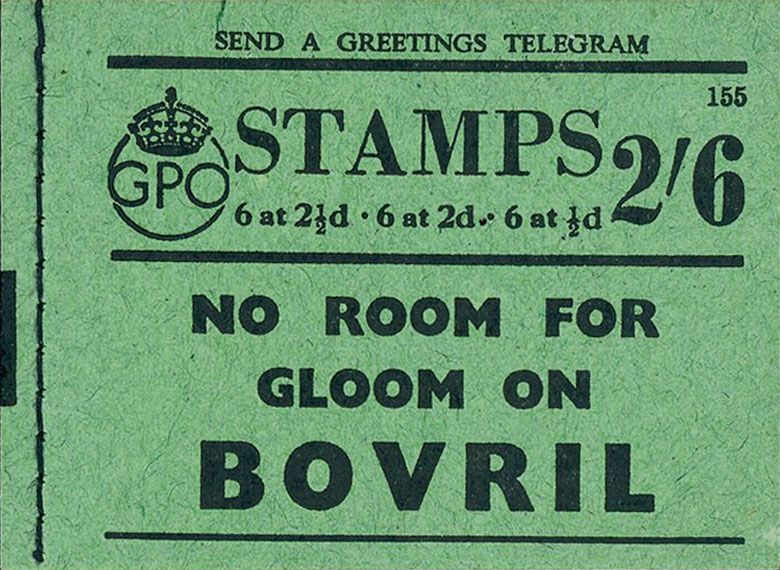 SEND A GREETINGS TELEGRAM
155
GPO
STAMPS 2/6
6 at 2½d · 6 at 2d · 6 at ½d
NO ROOM FOR
GLOOM ON
BOVRIL